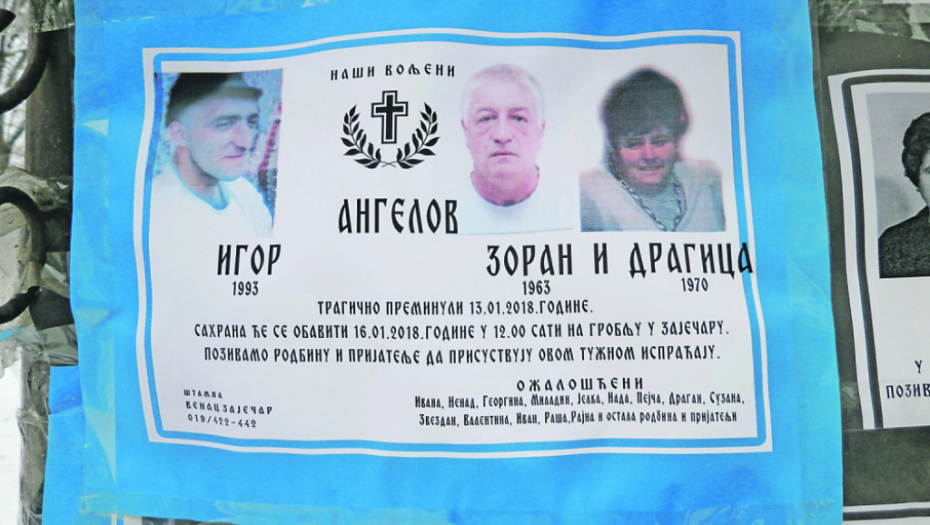 НАШИ ВОЉЕНИ
АНГЕЛОВ
ИГОР
1993
ЗОРАН И ДРАГИЦА
1963
1970
ТРАГИЧНО ПРЕМИНУЛИ 13.01.2018.ГОДИНЕ.
САХРАНА ЋЕ СЕ ОБАВИТИ 16.01.2018.ГОДИНЕ У 12.00 САТИ НА ГРОБЉУ У ЗАЈЕЧАРУ.
ПОЗИВАМО РОДБИНУ И ПРИЈАТЕЉЕ ДА ПРИСУСТВУЈУ ОВОМ ТУЖНОМ ИСПРАЋАЈУ.
ОЖАЛОШЋЕНИ
Ивана, Ненад, Георгина, Миладин, Јелка, Нада, Пејча, Драган, Сузана,
Звездан, Валентина, Иван, Раша,Рајна и остала родбина и пријатељи
ШТАМПА
ВЕНАЦ ЗАЈЕЧАР
019/422-442
У
ПОЗИВ